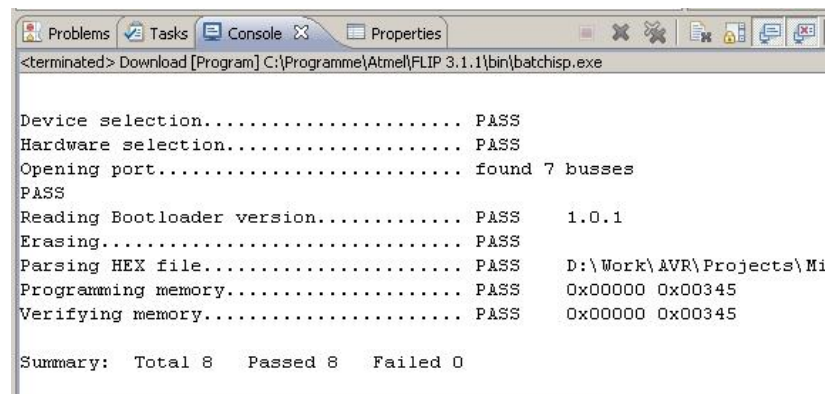 Problems Tasks Console Properties
<terminated> Download [Program] C:\Programme\Atmel\FLIP 3.1.1\bin\batchisp.exe
Device selection....................... PASS
Hardware selection..................... PASS
Opening port........................... found 7 busses
PASS
Reading Bootloader version............. PASS    1.0.1
Erasing................................ PASS
Parsing HEX file....................... PASS    D:\Work\AVR\Projects\Mi
Programming memory..................... PASS    0x00000 0x00345
Verifying memory....................... PASS    0x00000 0x00345
Summary:  Total 8   Passed 8   Failed 0